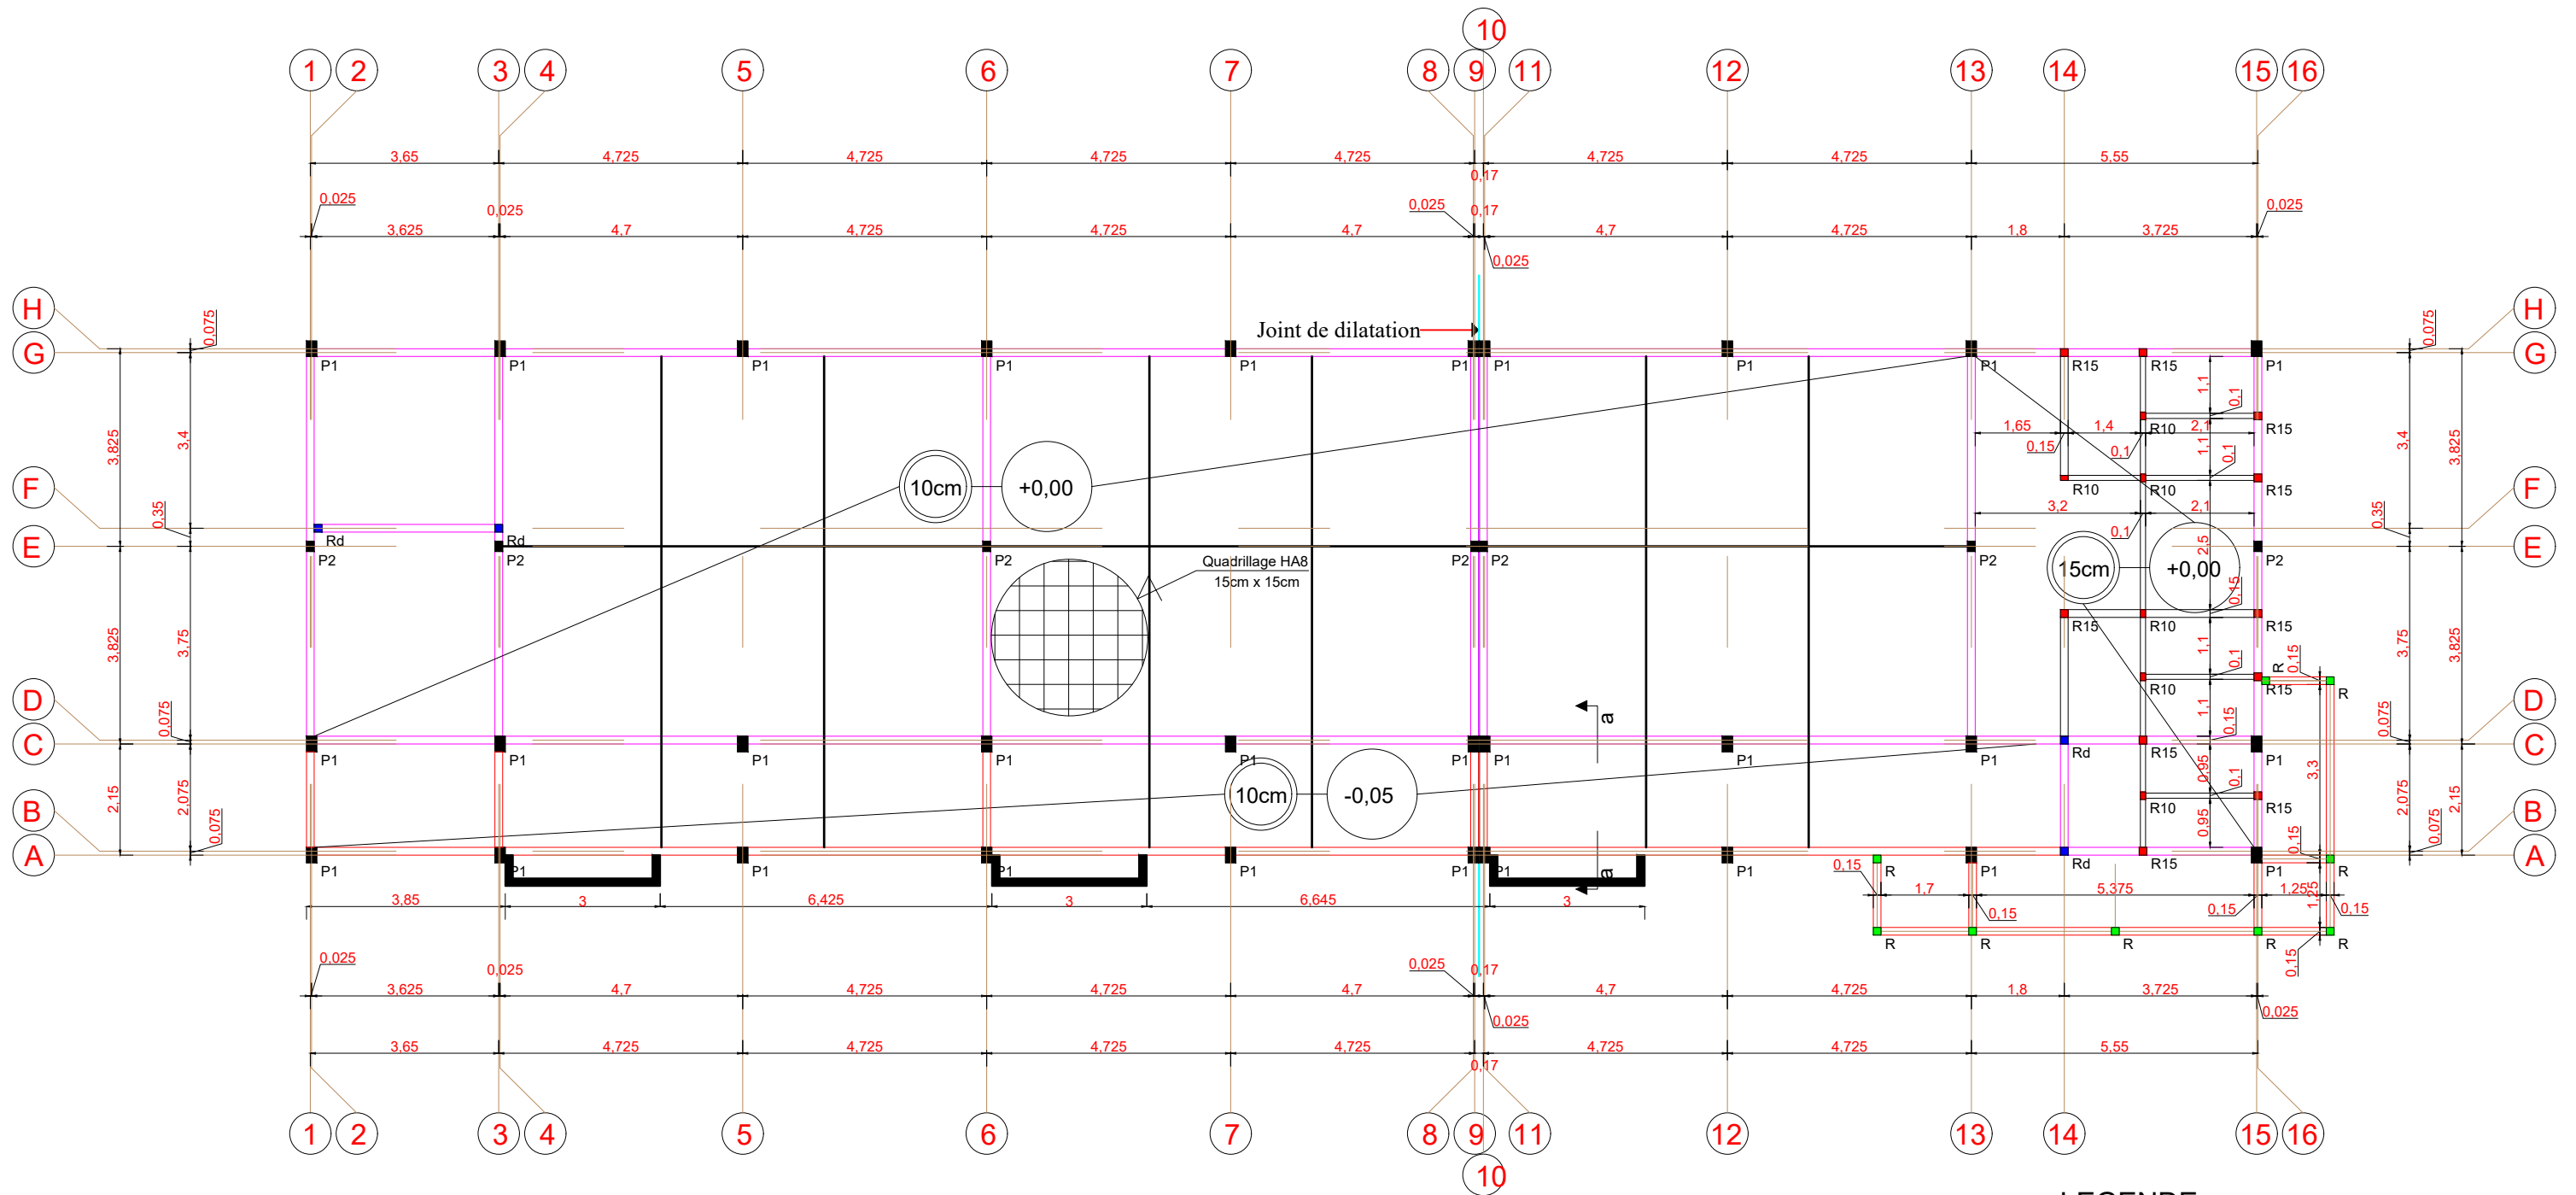 10
1 2 3 4 5 6 7 8 9 11 12 13 14 15 16
3,65 4,725 4,725 4,725 4,725 4,725 4,725 5,55
0,17
0,025 0,025 0,025 0,17 0,025
3,625 4,7 4,725 4,725 4,7 4,7 4,725 1,8 3,725
0,025
H 0,075 Joint de dilatation 0,075 H
G G
P1 P1 P1 P1 P1 P1 P1 P1 P1 R15 R15 P1
1,1 0,1
3,825 3,4 1,65 1,4 R10 2,1 R15 3,4 3,825
0,15 0,1 1,1 0,1
10cm +0,00
R10 R10 R15
F 0,35 3,2 2,1 0,35 F
0,1
Rd Rd 2,5
E E
P2 P2 P2 P2 P2 P2 P2
Quadrillage HA8
15cm x 15cm
15cm +0,00
0,15
R15 R10 R15
3,825 3,75 1,1 3,75 3,825
0,1 R 0,15
R10 R15 R
D 0,075 a 1,1 0,15 0,075 D
C C
P1 P1 P1 P1 P1 P1 P1 P1 P1 Rd R15 P1
0,95 3,3
2,15 2,075 10cm -0,05 0,1 2,075 2,15
R10 R15
B 0,075 0,95 0,15 0,075 B
A A
P1 P1 P1 P1 P1 P1 P1 a P1 0,15 R P1 Rd R15 P1 R
3,85 3 6,425 3 6,645 3 1,7 5,375 1,25 1,25
0,15 0,15 0,15
R R R R R
0,15
0,025 0,025 0,025 0,17
3,625 4,7 4,725 4,725 4,7 4,7 4,725 1,8 3,725
0,025 0,025
3,65 4,725 4,725 4,725 4,725 4,725 4,725 5,55
0,17
1 2 3 4 5 6 7 8 9 11 12 13 14 15 16
10
LEGENDE